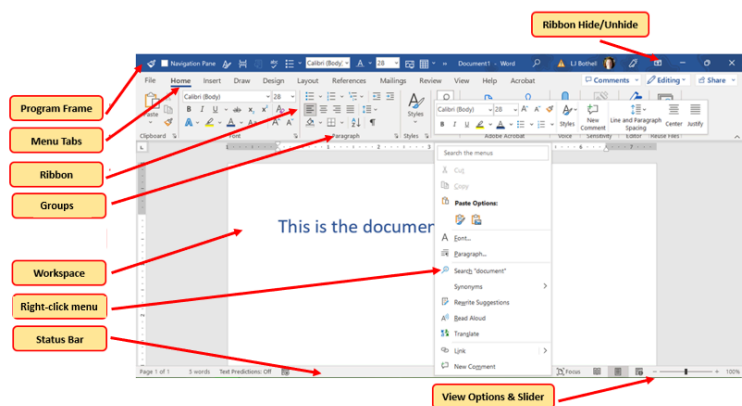 Ribbon Hide/Unhide
Navigation Pane
Calibri (Body)
28
Document1 - Word
LJ Bothel
File Home Insert Draw Design Layout References Mailings Review View Help Acrobat
Comments Editing Share
Program Frame
Menu Tabs
Ribbon
Groups
Workspace
Right-click menu
Status Bar
Paste
Calibri (Body) 28
B I U
Styles
Calibri (Body) 28
B I U
Styles
New Comment
Line and Paragraph Spacing
Center
Justify
Clipboard Font Paragraph Styles Adobe Acrobat Voice Sensitivity Editor Reuse Files
This is the documen
Search the menus
Cut
Copy
Paste Options:
Font...
Paragraph...
Search "document"
Synonyms
Rewrite Suggestions
Read Aloud
Translate
Link
New Comment
Page 1 of 1 3 words Text Predictions: Off
Focus
100%
View Options & Slider